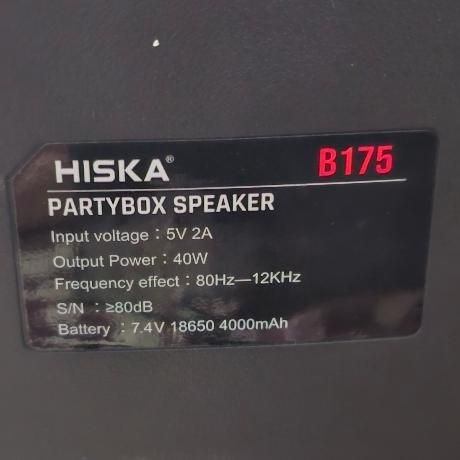 HISKA® B175
PARTYBOX SPEAKER
Input voltage : 5V 2A
Output Power : 40W
Frequency effect : 80Hz—12KHz
S/N : ≥80dB
Battery : 7.4V 18650 4000mAh